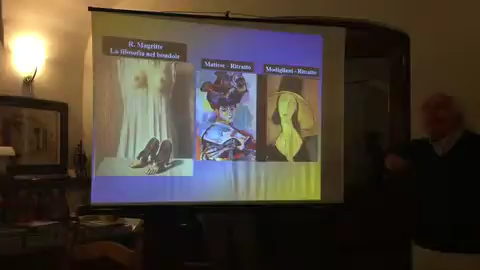 R. Magritte
La filosofia nel boudoir
Matisse - Ritratto
Modigliani - Ritratto